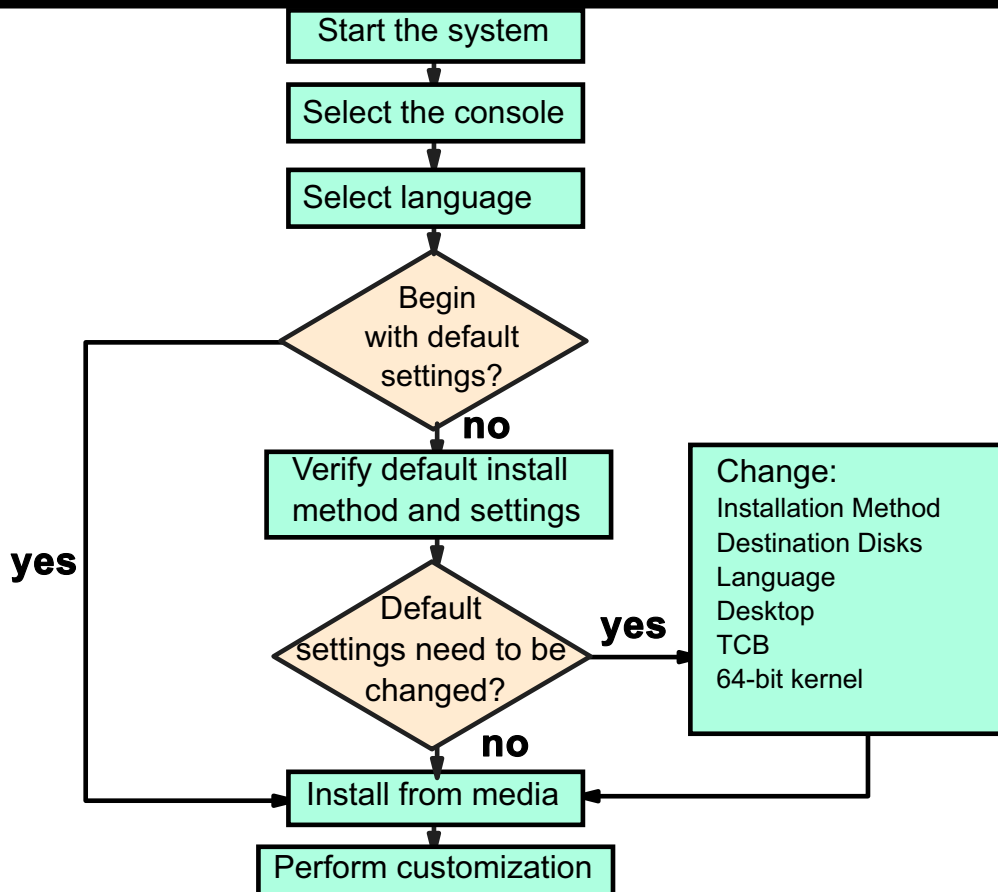 Start the system
Select the console
Select language
Begin
with default
settings?
no
Verify default install
method and settings
yes
Default
settings need to be
changed?
yes
Change:
Installation Method
Destination Disks
Language
Desktop
TCB
64-bit kernel
no
Install from media
Perform customization